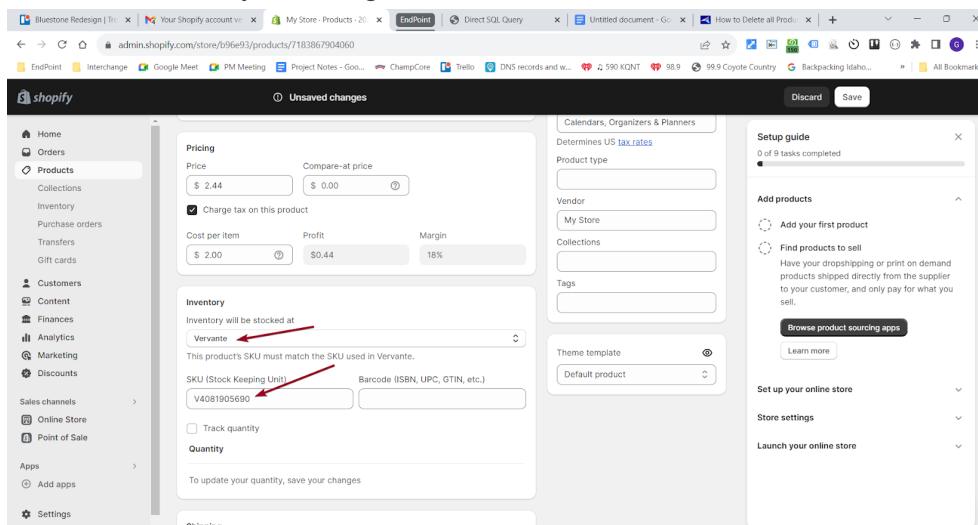 Bluestone Redesign | Tre
Your Shopify account ve
My Store - Products - 20
EndPoint
Direct SQL Query
Untitled document - Go
How to Delete all Produ
admin.shopify.com/store/b96e93/products/7183867904060
EndPoint
Interchange
Google Meet
PM Meeting
Project Notes - Goo...
ChampCore
Trello
DNS records and w...
590 KQNT
98.9
99.9 Coyote Country
Backpacking Idaho...
»
All Bookmark
shopify
Unsaved changes
Discard
Save
Home
Orders
Products
Collections
Inventory
Purchase orders
Transfers
Gift cards
Customers
Content
Finances
Analytics
Marketing
Discounts
Sales channels
Online Store
Point of Sale
Apps
Add apps
Settings
Pricing
Price
Compare-at price
$ 2.44
$ 0.00
Charge tax on this product
Cost per item
Profit
Margin
$ 2.00
$0.44
18%
Inventory
Inventory will be stocked at
Vervante
This product's SKU must match the SKU used in Vervante.
SKU (Stock Keeping Unit)
Barcode (ISBN, UPC, GTIN, etc.)
V4081905690
Track quantity
Quantity
To update your quantity, save your changes
Calendars, Organizers & Planners
Determines US tax rates
Product type
Vendor
My Store
Collections
Tags
Theme template
Default product
Setup guide
0 of 9 tasks completed
Add products
Add your first product
Find products to sell
Have your dropshipping or print on demand
products shipped directly from the supplier
to your customer, and only pay for what you
sell.
Browse product sourcing apps
Learn more
Set up your online store
Store settings
Launch your online store